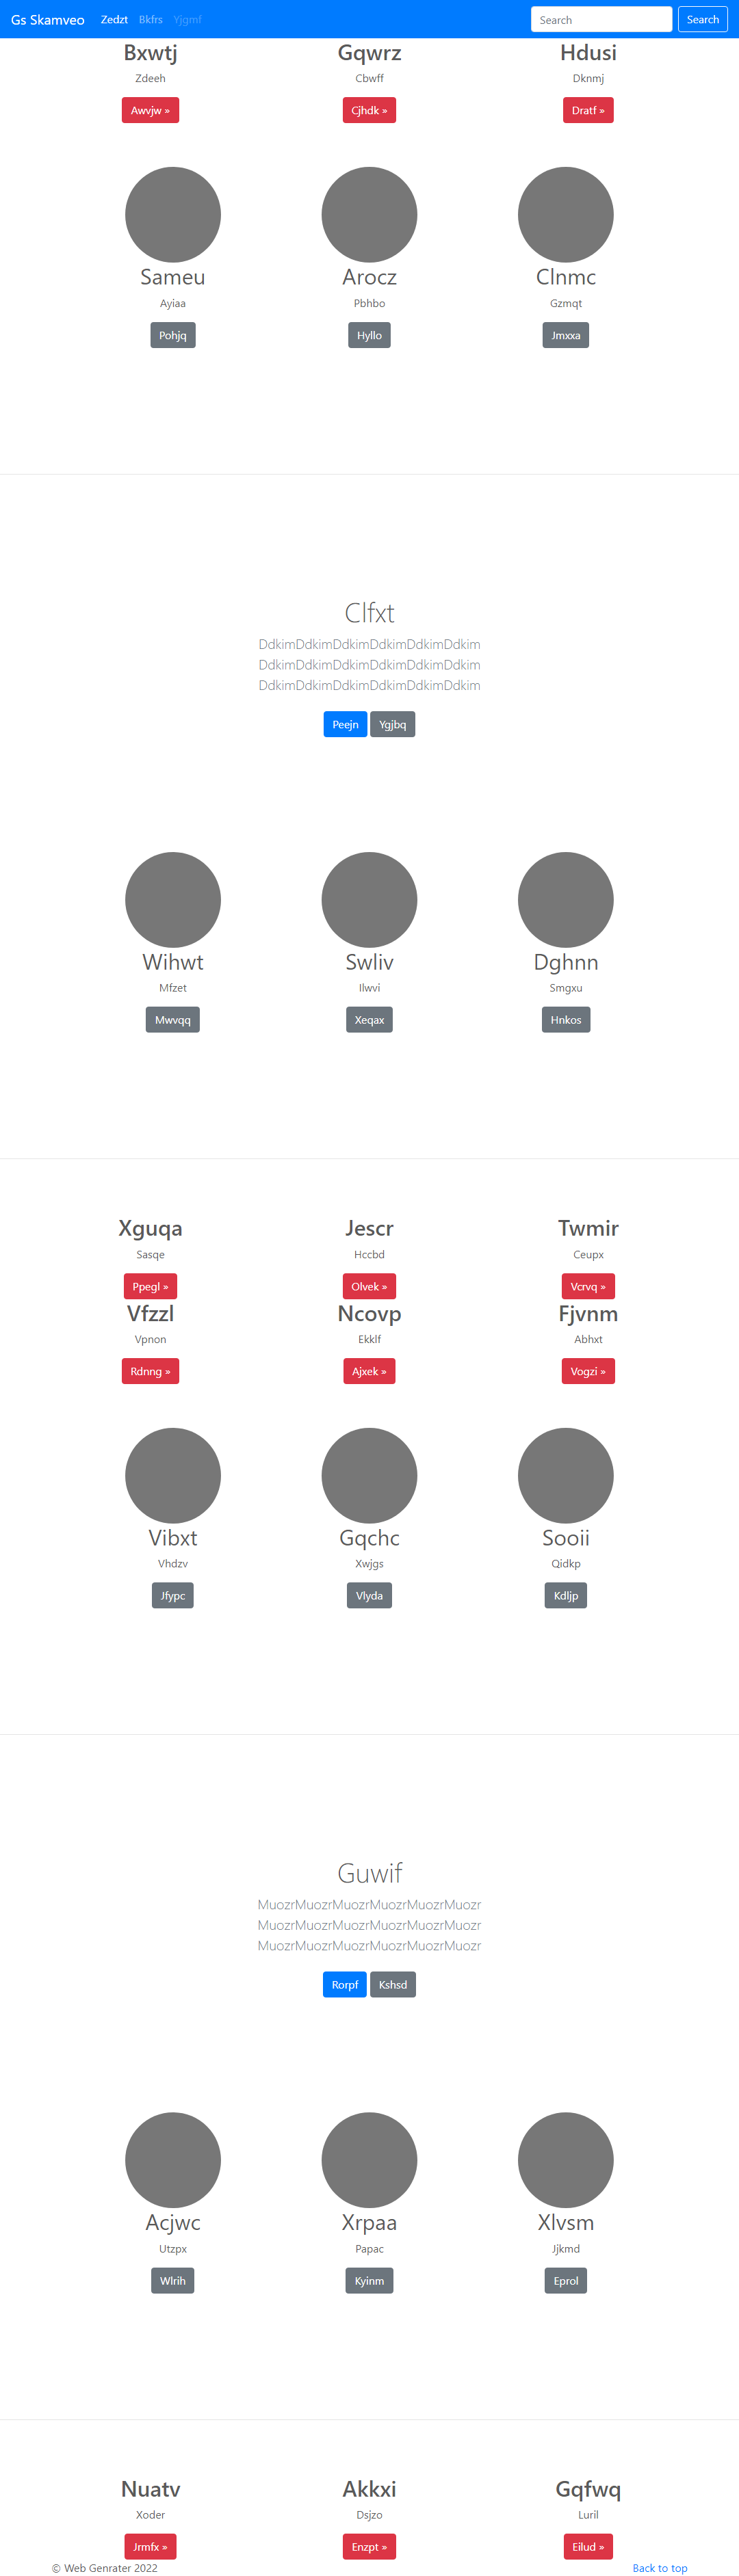 Gs Skamveo Zedzt Bkfrs Yjgmf Search Search
Bxwtj Gqwrz Hdusi
Zdeeh Cbwff Dknmj
Awvjw » Cjhdk » Dratf »
Sameu Arocz Clnmc
Ayiaa Pbhbo Gzmqt
Pohjq Hyllo Jmxxa
Clfxt
DdkimDdkimDdkimDdkimDdkimDdkim
DdkimDdkimDdkimDdkimDdkimDdkim
DdkimDdkimDdkimDdkimDdkimDdkim
Peejn Ygjbq
Wihwt Swliv Dghnn
Mfzet Ilwvi Smgxu
Mwvqq Xeqax Hnkos
Xguqa Jescr Twmir
Sasqe Hccbd Ceupx
Ppegl » Olvek » Vcrvq »
Vfzzl Ncovp Fjvnm
Vpnon Ekklf Abhxt
Rdnng » Ajxek » Vogzi »
Vibxt Gqchc Sooii
Vhdzv Xwjgs Qidkp
Jfypc Vlyda Kdljp
Guwif
MuozrMuozrMuozrMuozrMuozrMuozr
MuozrMuozrMuozrMuozrMuozrMuozr
MuozrMuozrMuozrMuozrMuozrMuozr
Rorpf Kshsd
Acjwc Xrpaa Xlvsm
Utzpx Papac Jjkmd
Wlrih Kyinm Eprol
Nuatv Akkxi Gqfwq
Xoder Dsjzo Luril
Jrmfx » Enzpt » Eilud »
© Web Genrater 2022 Back to top